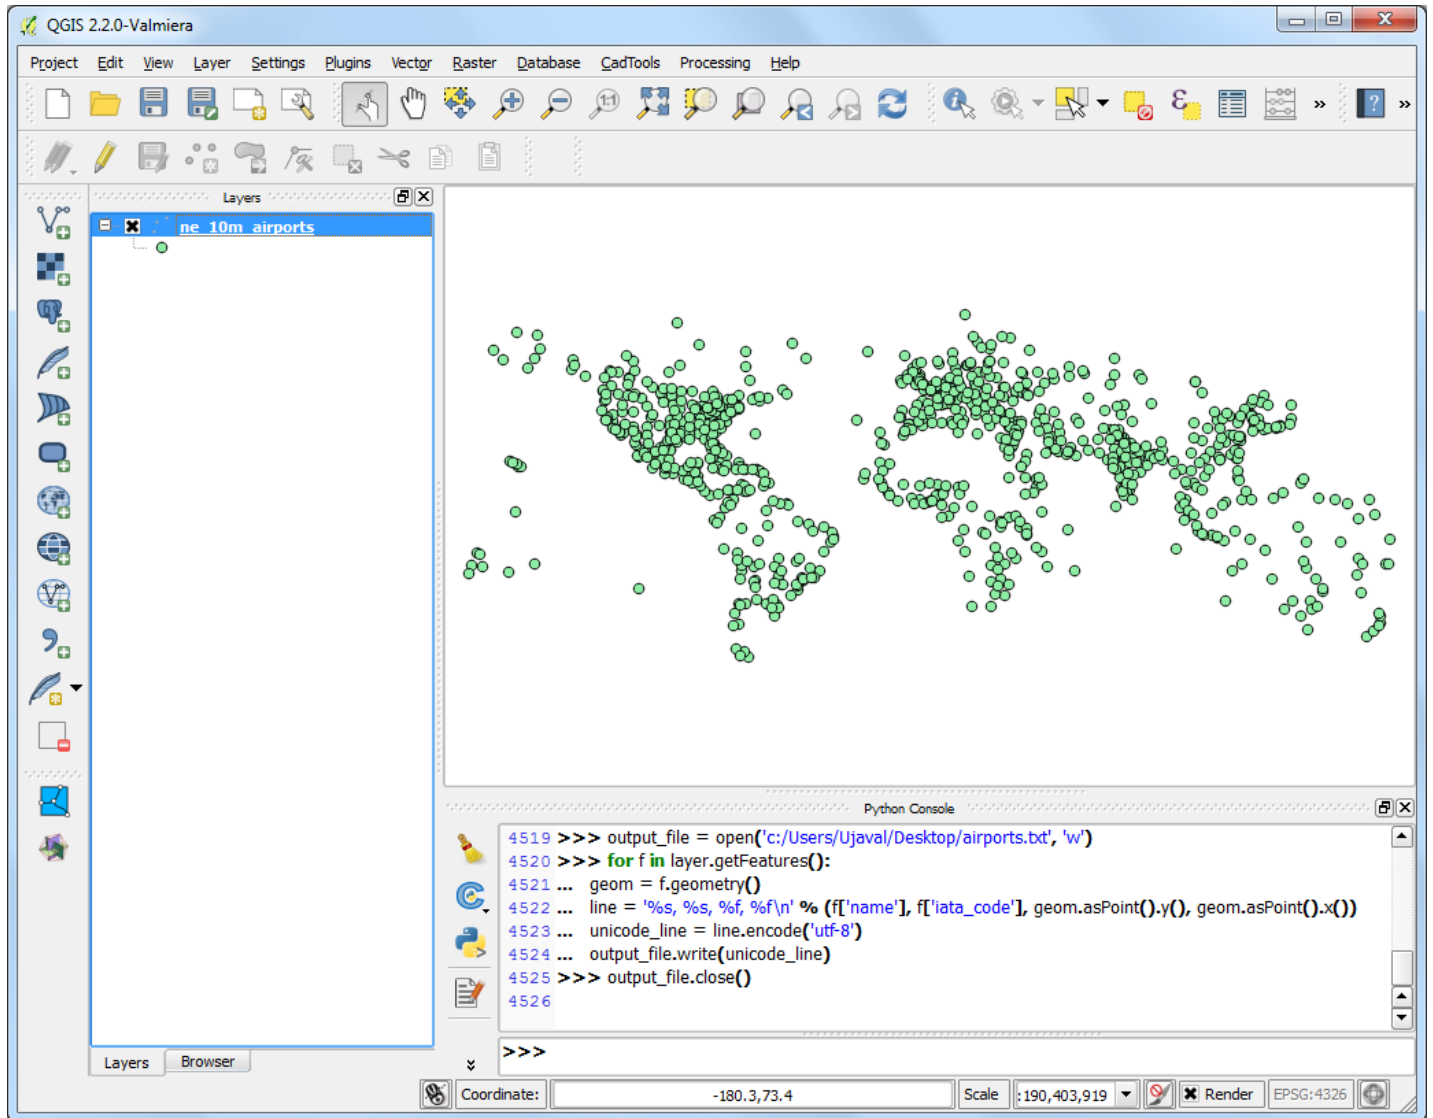 QGIS 2.2.0-Valmiera
Project Edit View Layer Settings Plugins Vector Raster Database CadTools Processing Help
1:1
ε
»
?
»
Layers
ne_10m_airports
Python Console
4519 >>> output_file = open('c:/Users/Ujaval/Desktop/airports.txt', 'w')
4520 >>> for f in layer.getFeatures():
4521 ... geom = f.geometry()
4522 ... line = '%s, %s, %f, %f\n' % (f['name'], f['iata_code'], geom.asPoint().y(), geom.asPoint().x())
4523 ... unicode_line = line.encode('utf-8')
4524 ... output_file.write(unicode_line)
4525 >>> output_file.close()
4526
>>>
Layers Browser
Coordinate: -180.3,73.4 Scale :190,403,919 Render EPSG:4326